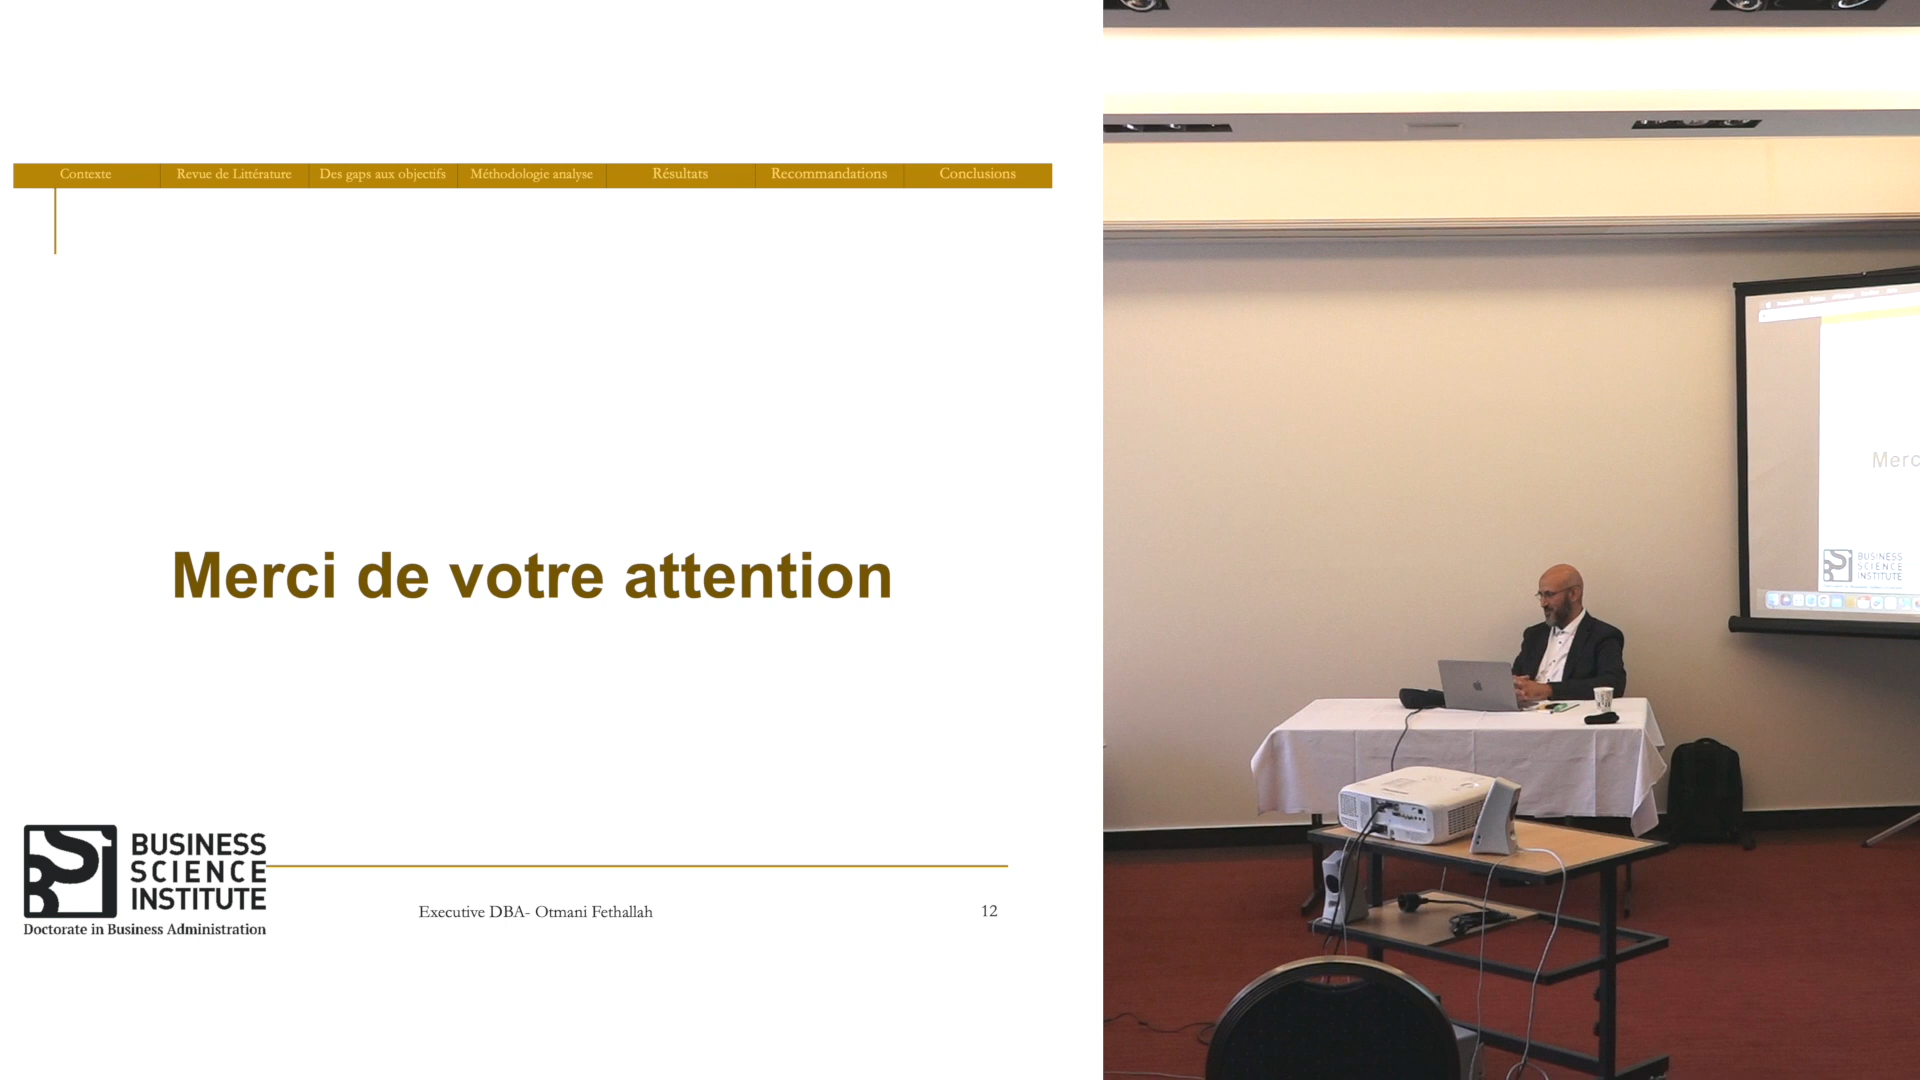 Contexte
Revue de Littérature
Des gaps aux objectifs
Méthodologie analyse
Résultats
Recommandations
Conclusions
Merci de votre attention
BUSINESS
SCIENCE
INSTITUTE
Doctorate in Business Administration
Executive DBA- Otmani Fethallah
12
Merc
BUSINESS
SCIENCE
INSTITUTE